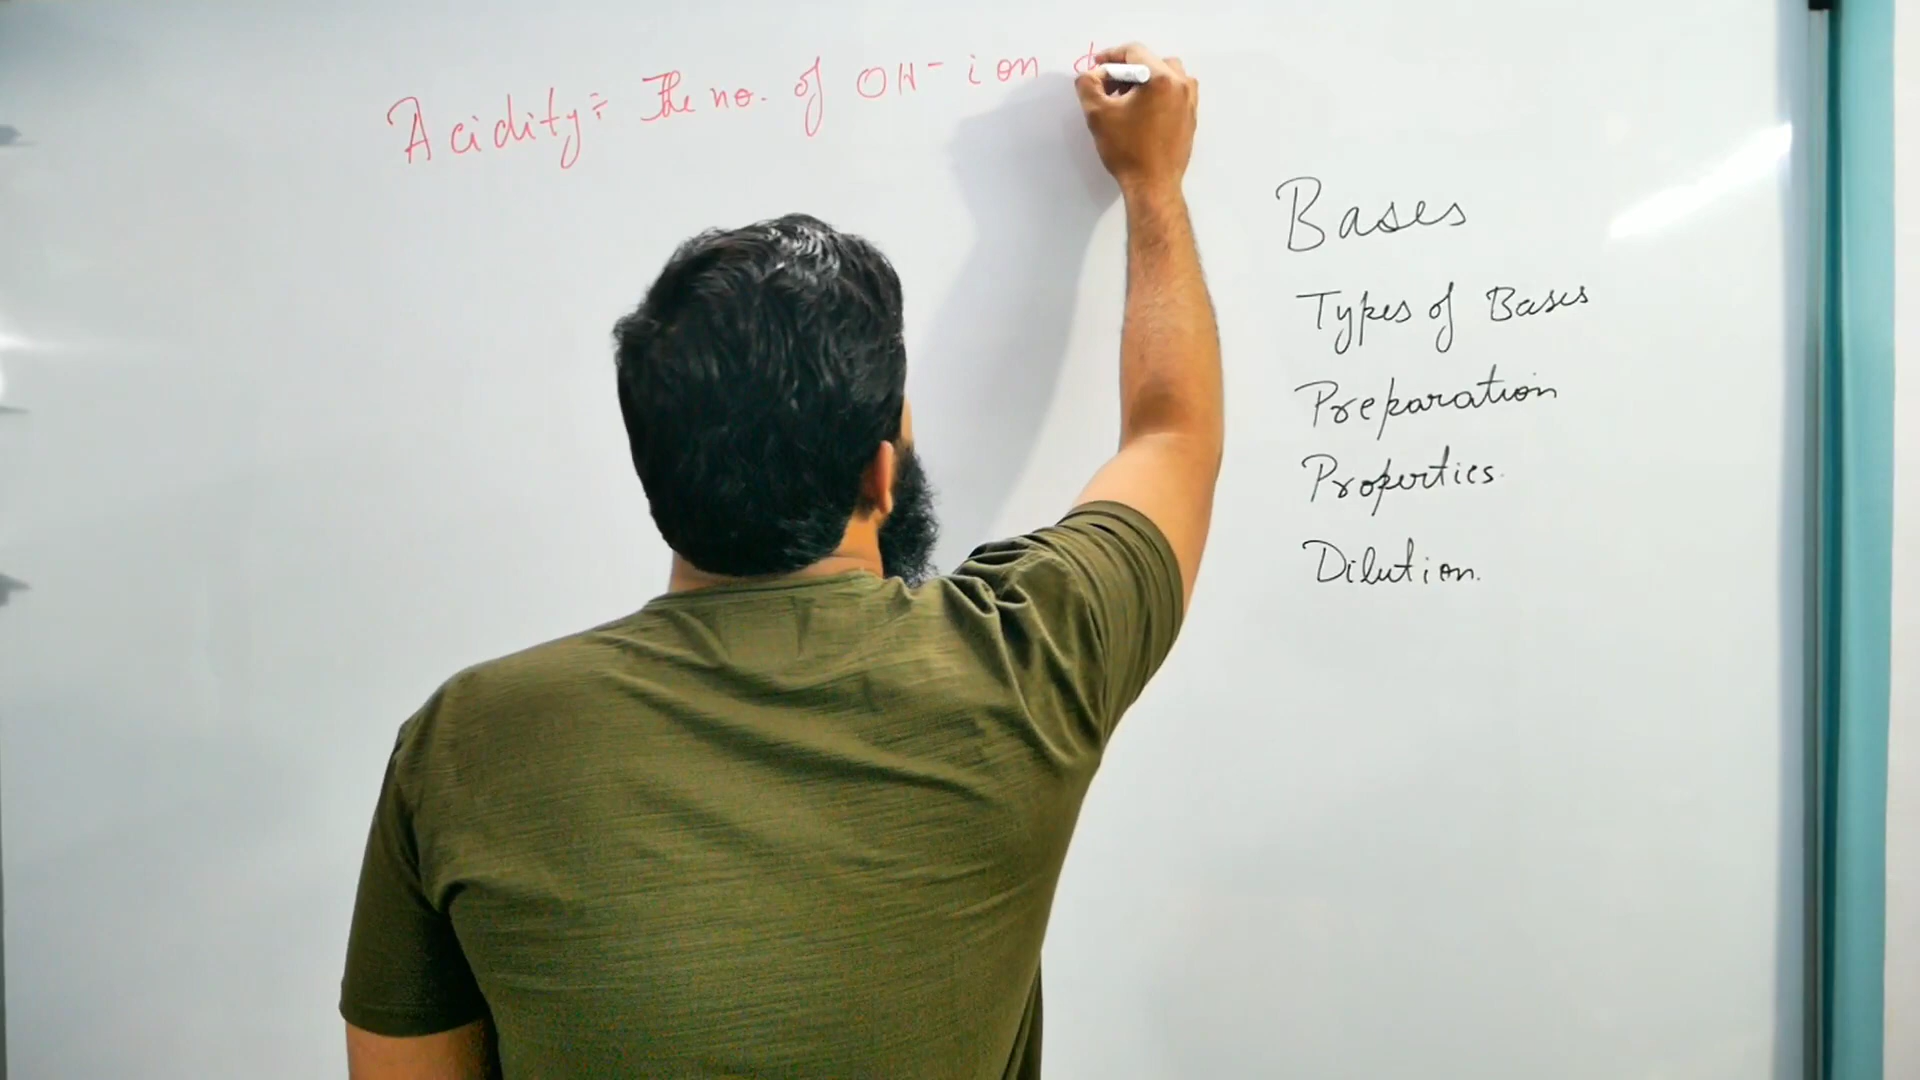 Acidity÷ The no. of OH- ion
Bases
Types of Bases
Preparation
Properties.
Dilution.